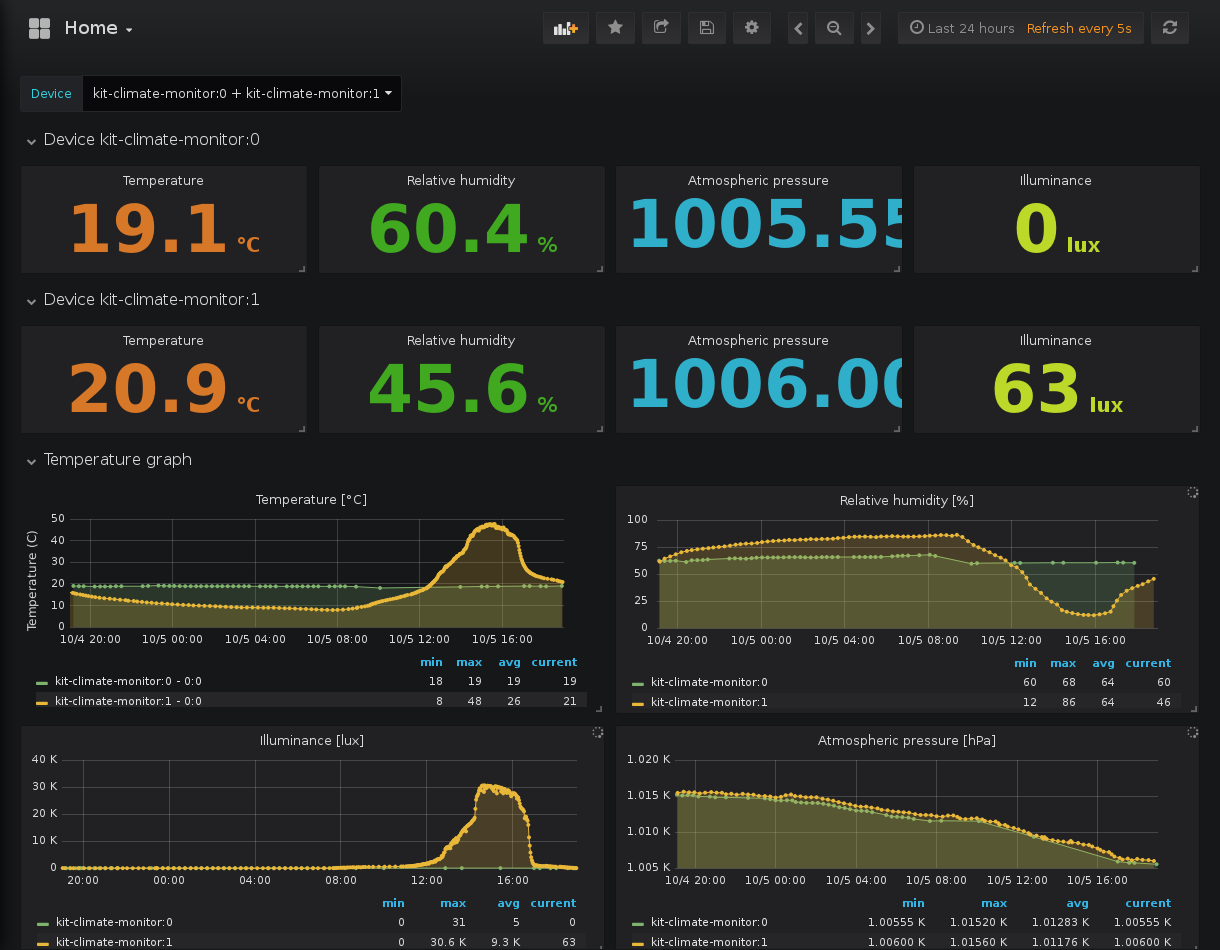 Home
Last 24 hours Refresh every 5s
Device kit-climate-monitor:0 + kit-climate-monitor:1
Device kit-climate-monitor:0
Temperature Relative humidity Atmospheric pressure Illuminance
19.1 °C 60.4 % 1005.55 0 lux
Device kit-climate-monitor:1
Temperature Relative humidity Atmospheric pressure Illuminance
20.9 °C 45.6 % 1006.00 63 lux
Temperature graph
Temperature [°C]
Temperature (C)
50
40
30
20
10
0
10/4 20:00 10/5 00:00 10/5 04:00 10/5 08:00 10/5 12:00 10/5 16:00
min max avg current
kit-climate-monitor:0 - 0:0 18 19 19 19
kit-climate-monitor:1 - 0:0 8 48 26 21
Relative humidity [%]
100
75
50
25
0
10/4 20:00 10/5 00:00 10/5 04:00 10/5 08:00 10/5 12:00 10/5 16:00
min max avg current
kit-climate-monitor:0 60 68 64 60
kit-climate-monitor:1 12 86 64 46
Illuminance [lux]
40 K
30 K
20 K
10 K
0
20:00 00:00 04:00 08:00 12:00 16:00
min max avg current
kit-climate-monitor:0 0 31 5 0
kit-climate-monitor:1 0 30.6 K 9.3 K 63
Atmospheric pressure [hPa]
1.020 K
1.015 K
1.010 K
1.005 K
10/4 20:00 10/5 00:00 10/5 04:00 10/5 08:00 10/5 12:00 10/5 16:00
min max avg current
kit-climate-monitor:0 1.00555 K 1.01520 K 1.01283 K 1.00555 K
kit-climate-monitor:1 1.00600 K 1.01560 K 1.01176 K 1.00600 K